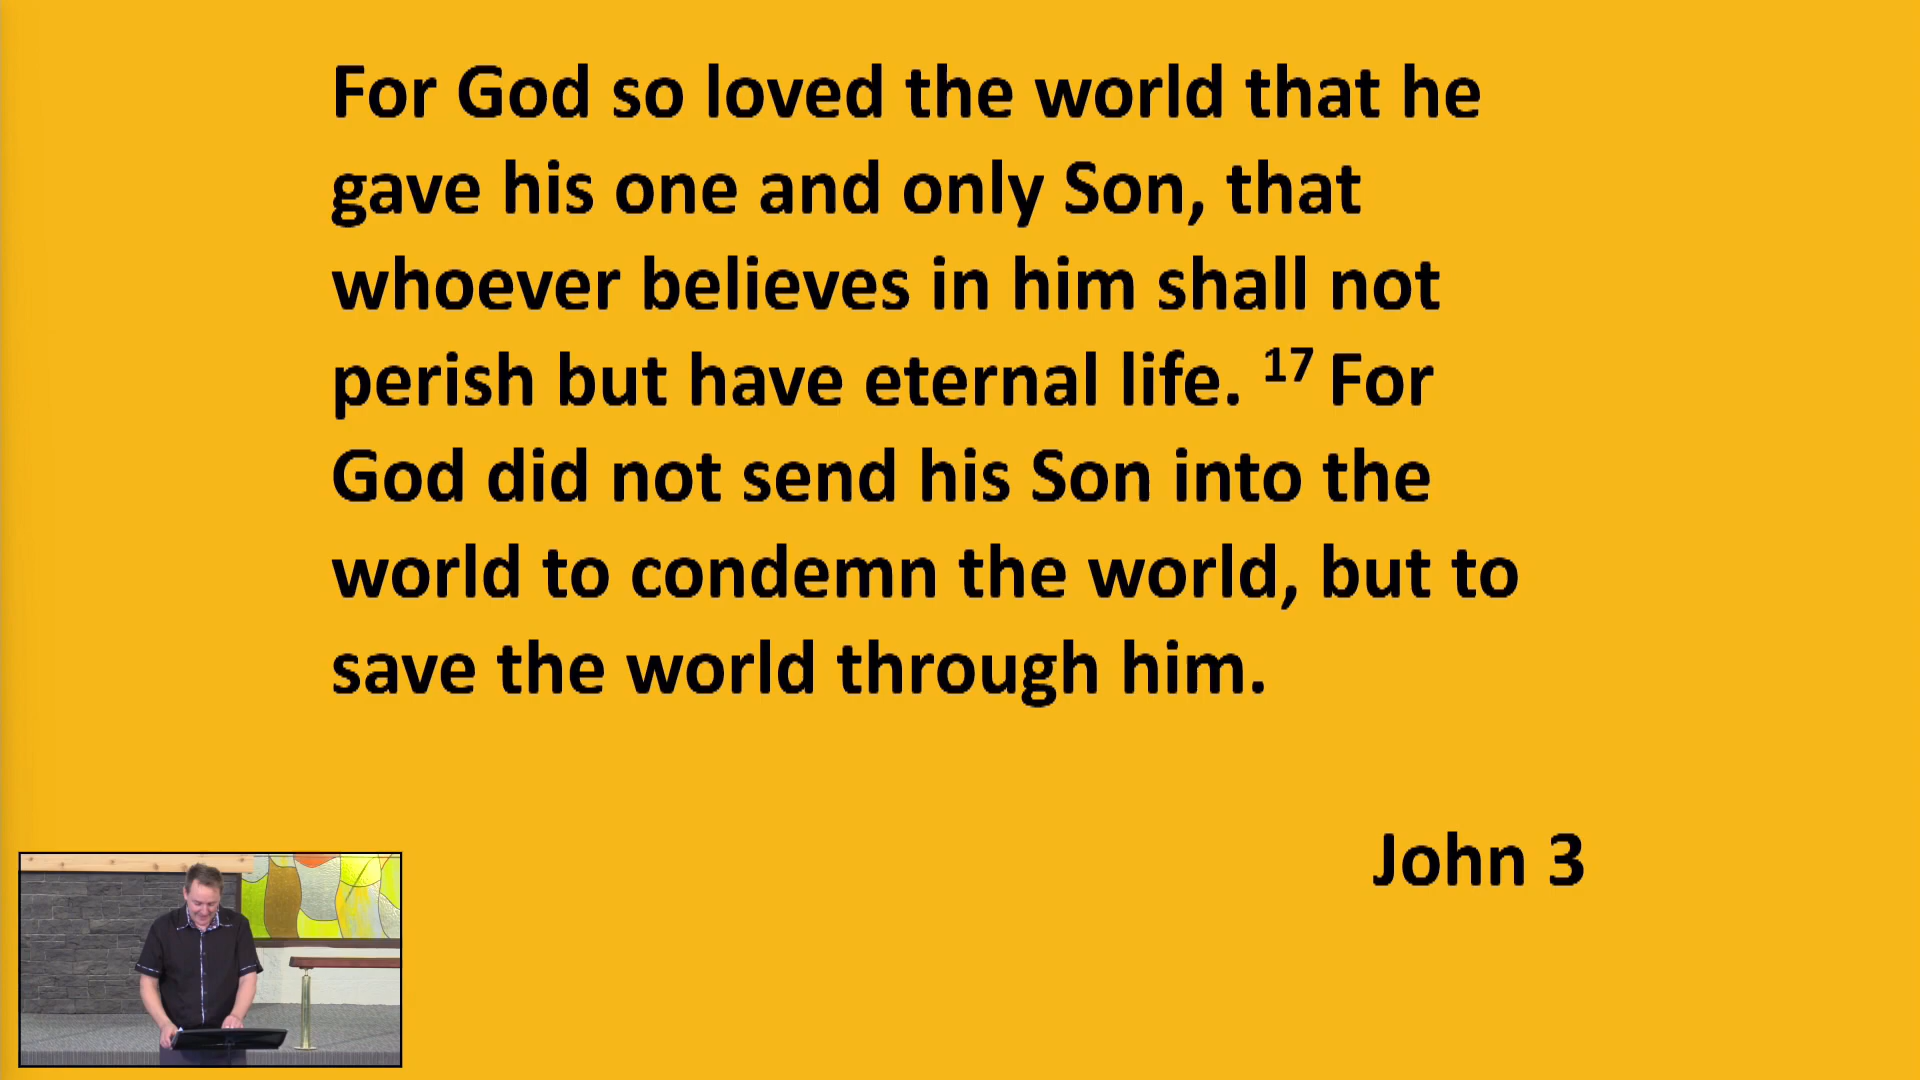 For God so loved the world that he
gave his one and only Son, that
whoever believes in him shall not
perish but have eternal life. 17 For
God did not send his Son into the
world to condemn the world, but to
save the world through him.
John 3